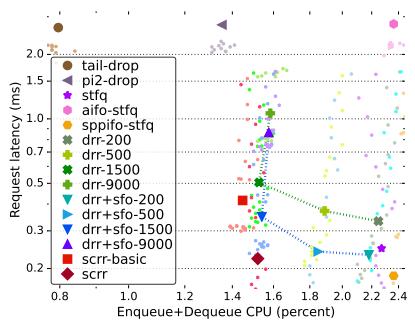 Request latency (ms)
2.0
1.5
1.0
0.7
0.5
0.3
0.2
tail-drop
pi2-drop
stfq
aifo-stfq
sppifo-stfq
drr-200
drr-500
drr-1500
drr-9000
drr+sfo-200
drr+sfo-500
drr+sfo-1500
drr+sfo-9000
scrr-basic
scrr
0.8 1.0 1.2 1.4 1.6 1.8 2.0 2.2 2.4
Enqueue+Dequeue CPU (percent)